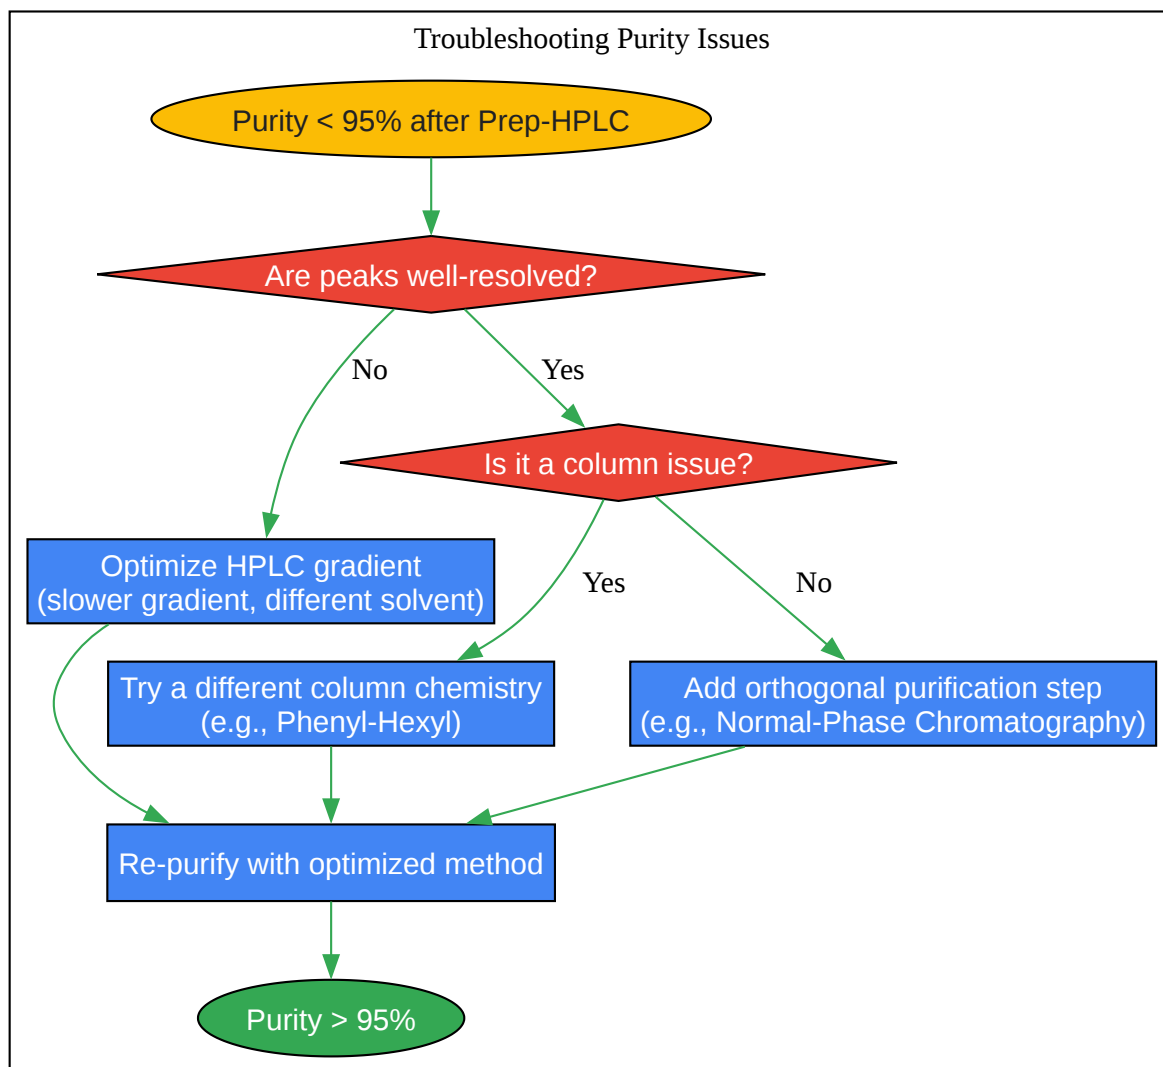 Troubleshooting Purity Issues
Purity < 95% after Prep-HPLC
Are peaks well-resolved?
No
Yes
Is it a column issue?
Optimize HPLC gradient
(slower gradient, different solvent)
Yes
No
Try a different column chemistry
(e.g., Phenyl-Hexyl)
Add orthogonal purification step
(e.g., Normal-Phase Chromatography)
Re-purify with optimized method
Purity > 95%